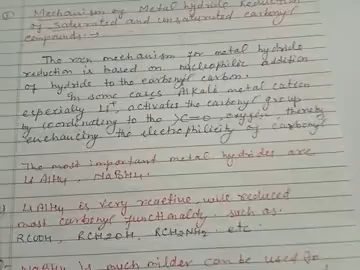 ① Mechanism of Metal hydride Reduction
of saturated and unsaturated carbonyl
compounds:→
The main mechanism for metal hydride
reduction is based on nucleophilic addition
of hydride to the carbonyl carbon.
In some cases Alkali metal cation
especially Li⁺, activates the carbonyl group
by coordinating to the >C=O, oxygen, thereby
enhancing the electrophilicity of carbonyl
The most important metal hydrides are
LiAlH4, NaBH4.
LiAlH4 is very reactive, will reduced
most carbonyl functionality such as.
RCOOH, RCH2OH, RCH2NH2 etc.
NaBH4 is much milder can be used to